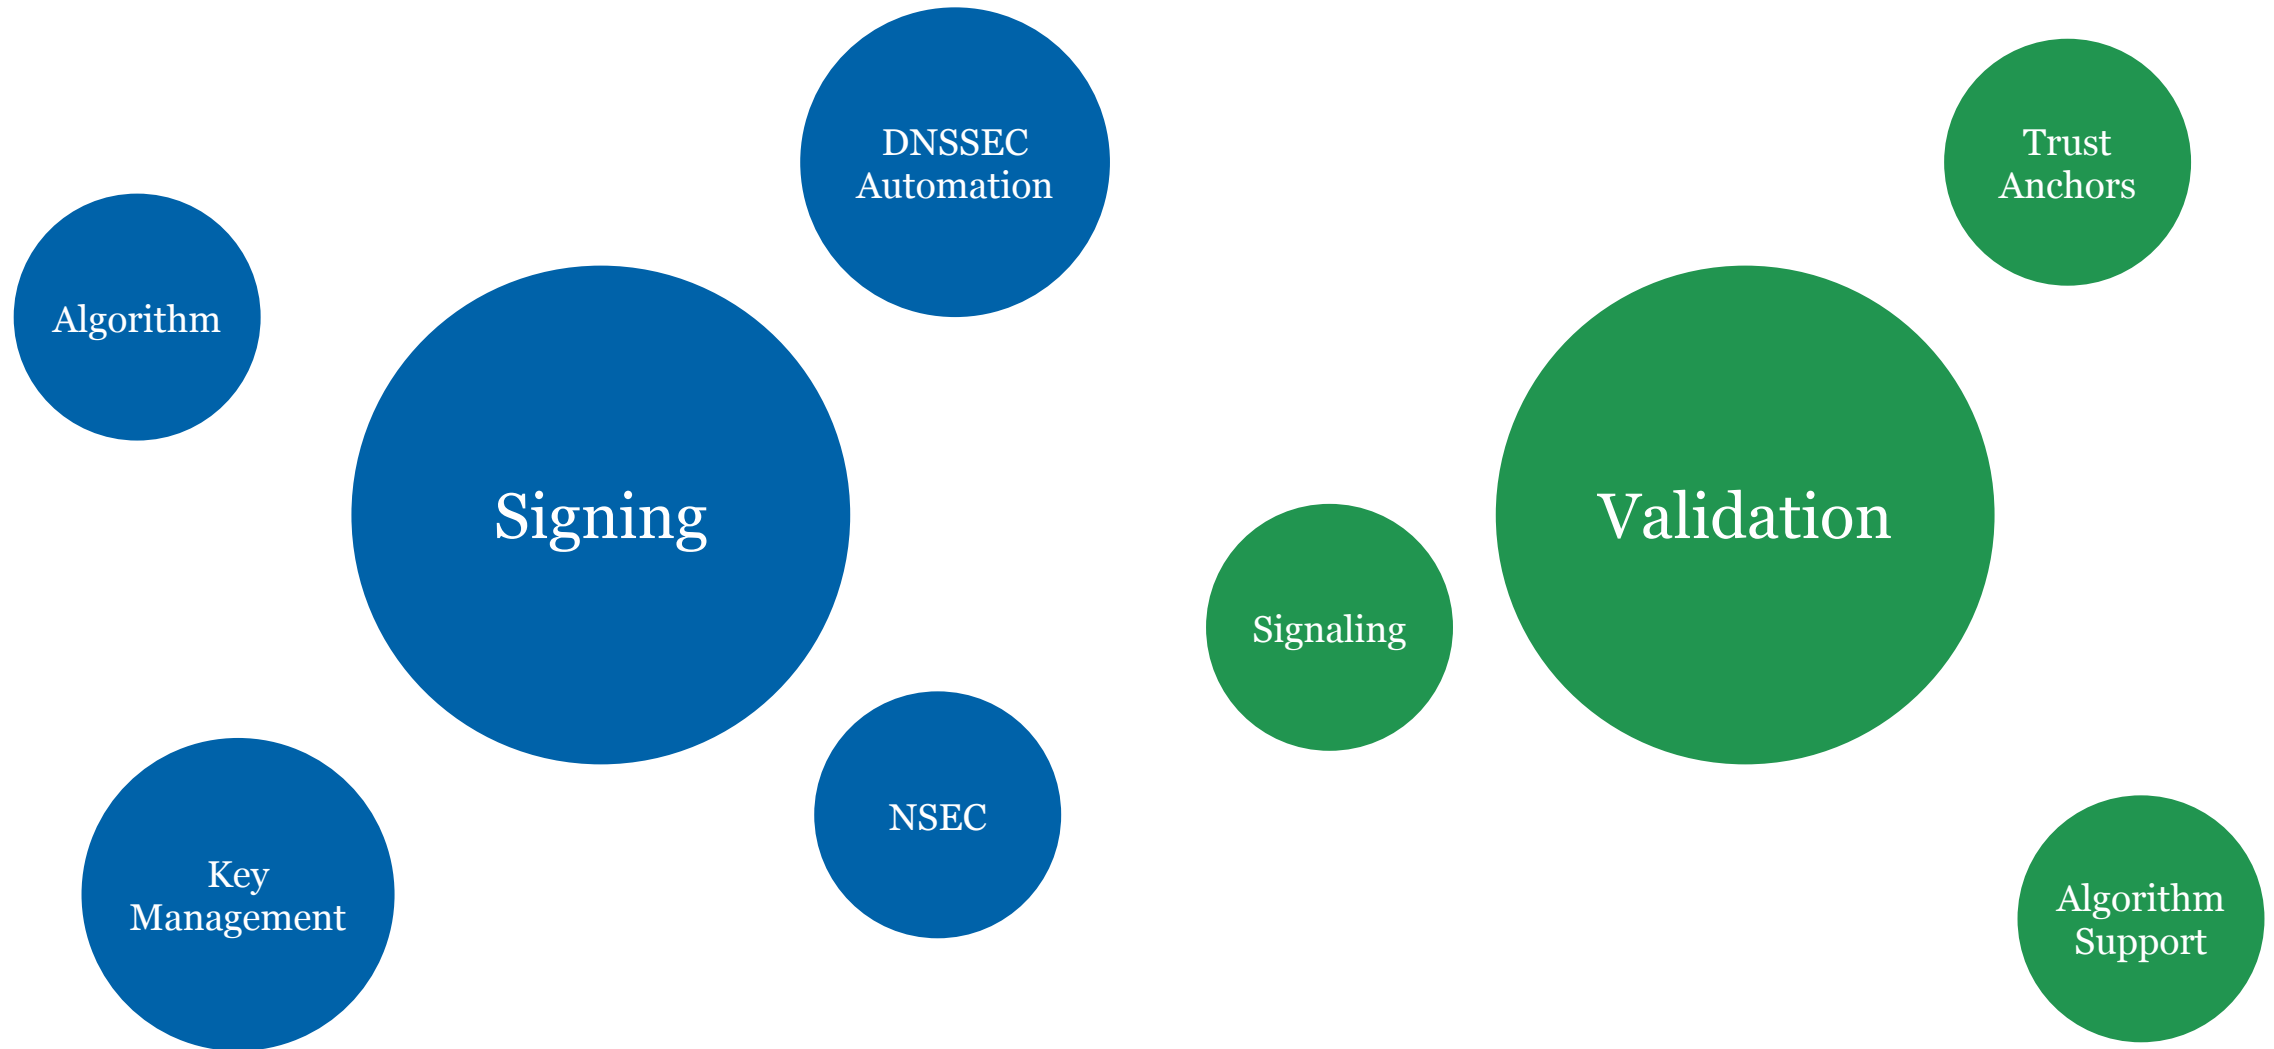 DNSSEC
Automation
Algorithm
Signing
Key
Management
NSEC
Trust
Anchors
Validation
Signaling
Algorithm
Support